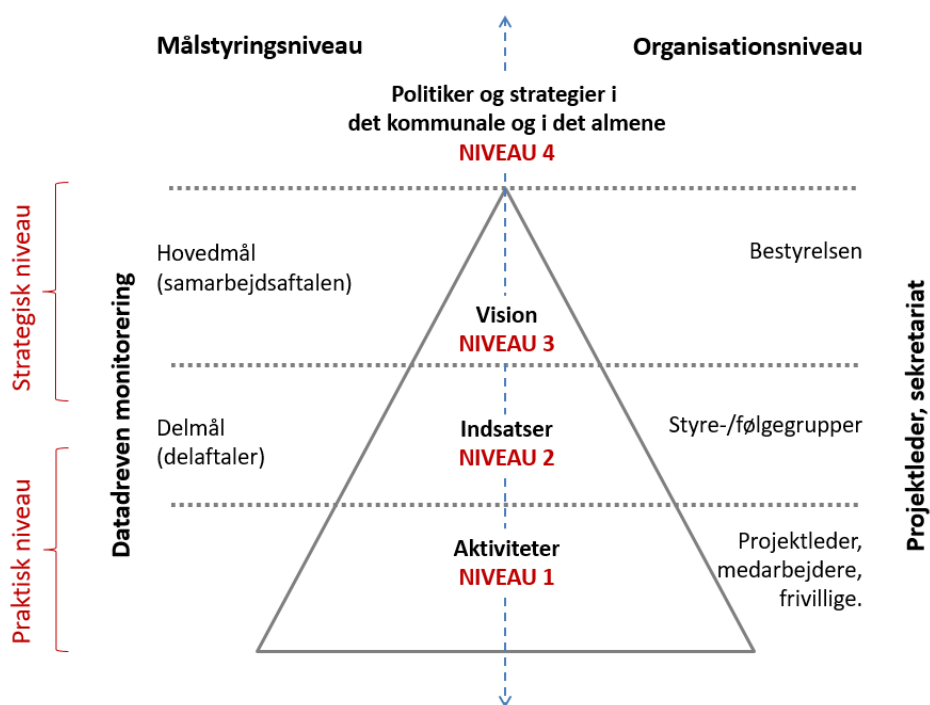 Målstyringsniveau
Organisationsniveau
Politiker og strategier i
det kommunale og i det almene
NIVEAU 4
Strategisk niveau
Praktisk niveau
Datadreven monitorering
Hovedmål
(samarbejdsaftalen)
Bestyrelsen
Vision
NIVEAU 3
Delmål
(delaftaler)
Indsatser
NIVEAU 2
Styre-/følgegrupper
Aktiviteter
NIVEAU 1
Projektleder,
medarbejdere,
frivillige.
Projektleder, sekretariat